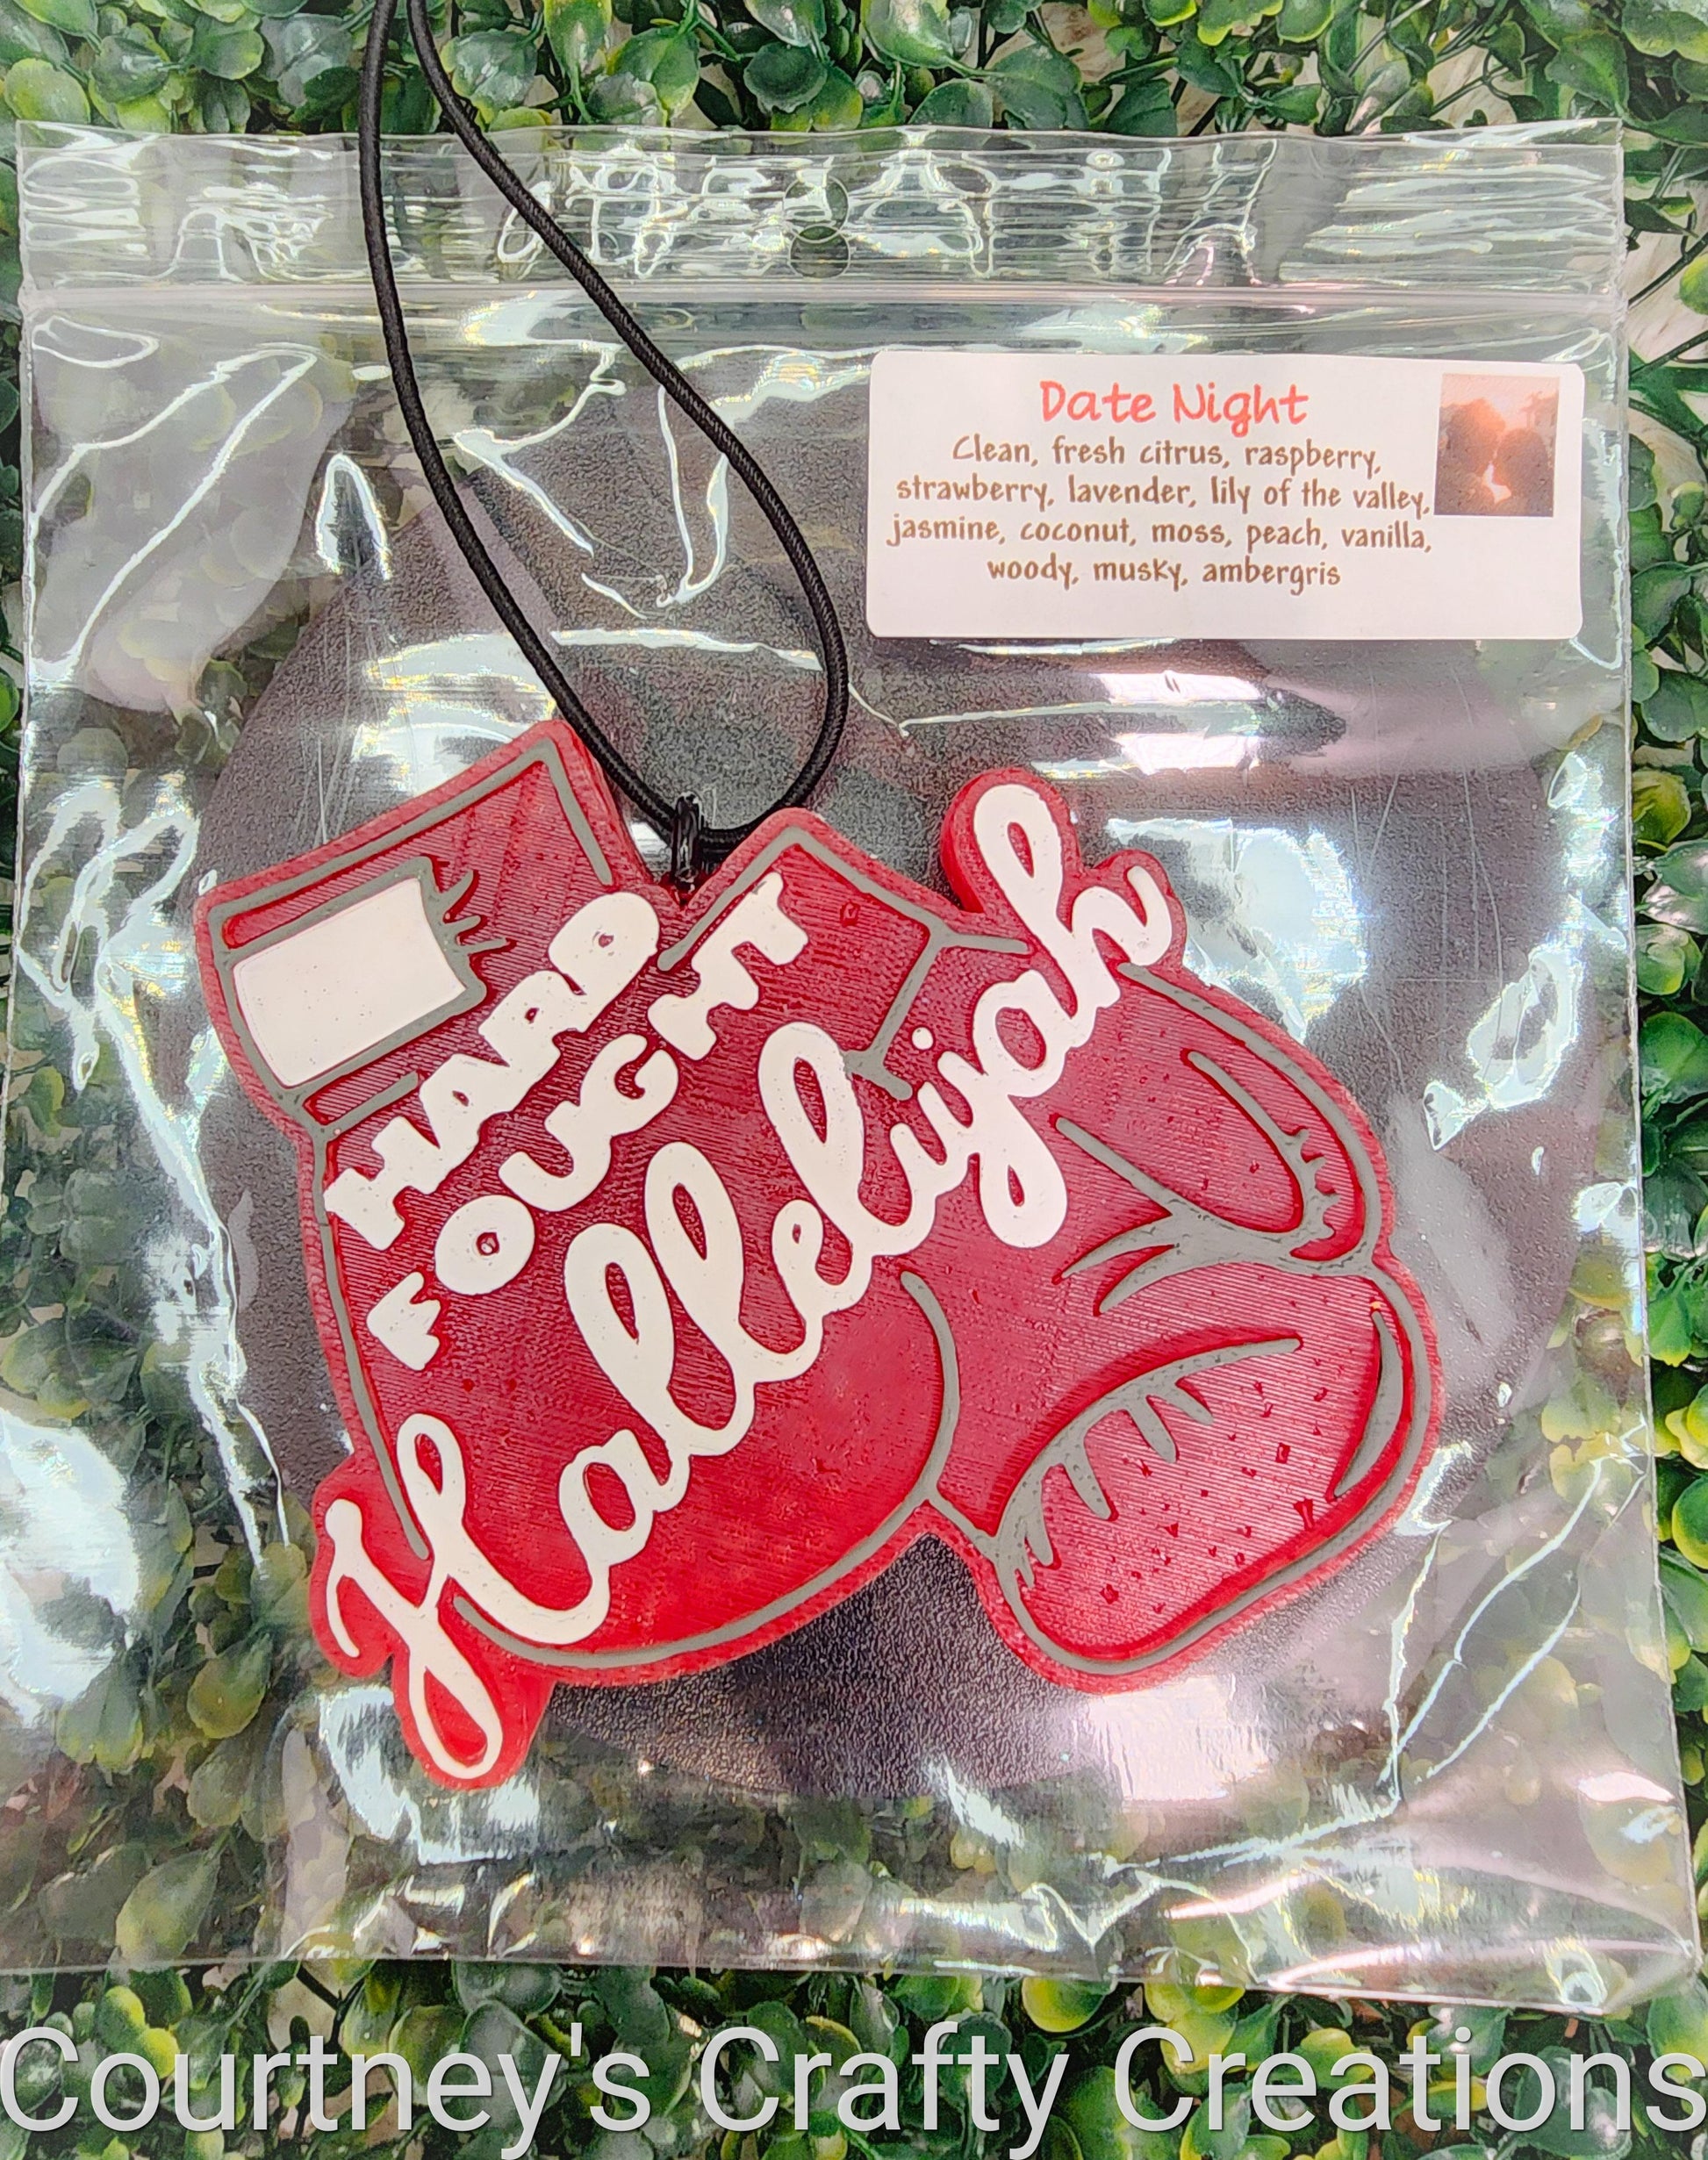 Date Night
Clean, fresh citrus, raspberry,
strawberry, lavender, lily of the valley,
jasmine, coconut, moss, peach, vanilla,
woody, musky, ambergris
HARD
FOUGHT
Hallelujah
Courtney's Crafty Creations